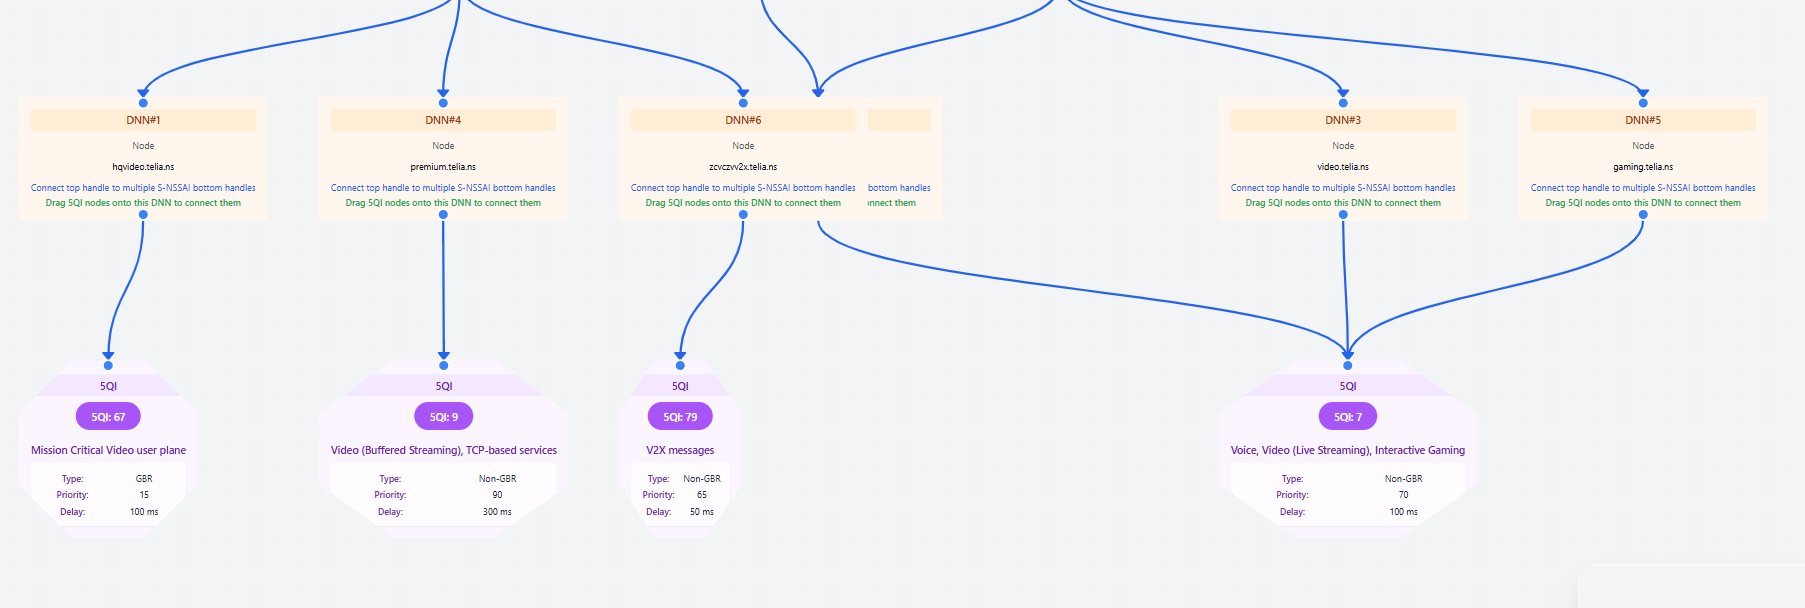 DNN#1
Node
hqvideo.telia.ns
Connect top handle to multiple S-NSSAI bottom handles
Drag 5QI nodes onto this DNN to connect them
DNN#4
Node
premium.telia.ns
Connect top handle to multiple S-NSSAI bottom handles
Drag 5QI nodes onto this DNN to connect them
DNN#6
Node
zcvczvv2x.telia.ns
Connect top handle to multiple S-NSSAI bottom handles
Drag 5QI nodes onto this DNN to connect them
bottom handles
nnect them
DNN#3
Node
video.telia.ns
Connect top handle to multiple S-NSSAI bottom handles
Drag 5QI nodes onto this DNN to connect them
DNN#5
Node
gaming.telia.ns
Connect top handle to multiple S-NSSAI bottom handles
Drag 5QI nodes onto this DNN to connect them
5QI
5QI: 67
Mission Critical Video user plane
Type: GBR
Priority: 15
Delay: 100 ms
5QI
5QI: 9
Video (Buffered Streaming), TCP-based services
Type: Non-GBR
Priority: 90
Delay: 300 ms
5QI
5QI: 79
V2X messages
Type: Non-GBR
Priority: 65
Delay: 50 ms
5QI
5QI: 7
Voice, Video (Live Streaming), Interactive Gaming
Type: Non-GBR
Priority: 70
Delay: 100 ms